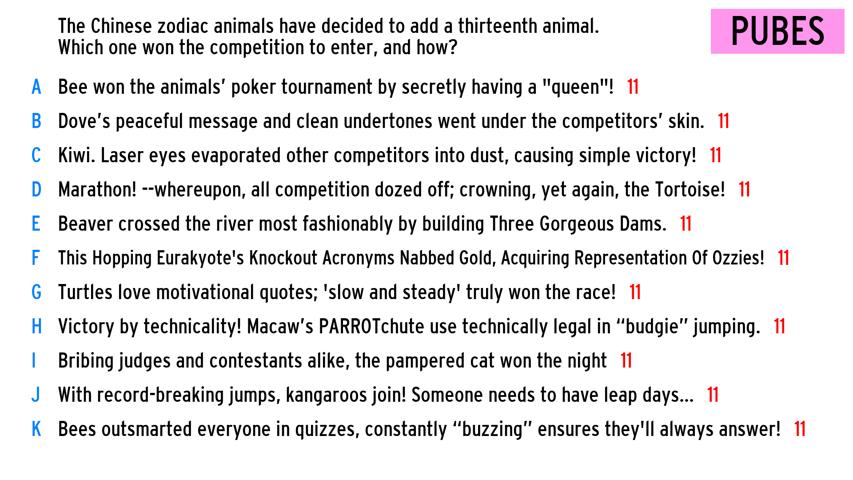 The Chinese zodiac animals have decided to add a thirteenth animal.
Which one won the competition to enter, and how?
PUBES
A Bee won the animals’ poker tournament by secretly having a "queen"! 11
B Dove’s peaceful message and clean undertones went under the competitors’ skin. 11
C Kiwi. Laser eyes evaporated other competitors into dust, causing simple victory! 11
D Marathon! --whereupon, all competition dozed off; crowning, yet again, the Tortoise! 11
E Beaver crossed the river most fashionably by building Three Gorgeous Dams. 11
F This Hopping Eurakyote's Knockout Acronyms Nabbed Gold, Acquiring Representation Of Ozzies! 11
G Turtles love motivational quotes; 'slow and steady' truly won the race! 11
H Victory by technicality! Macaw’s PARROTchute use technically legal in “budgie” jumping. 11
I Bribing judges and contestants alike, the pampered cat won the night 11
J With record-breaking jumps, kangaroos join! Someone needs to have leap days... 11
K Bees outsmarted everyone in quizzes, constantly “buzzing” ensures they'll always answer! 11